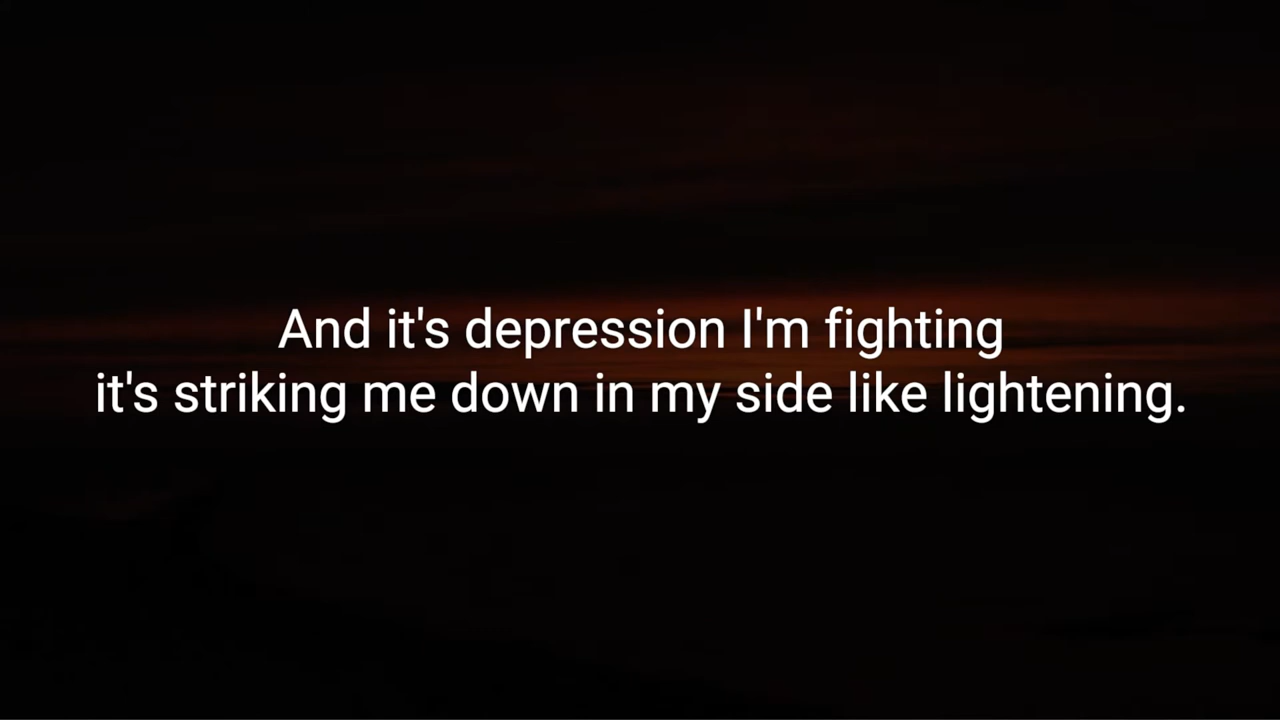 And it's depression I'm fighting
it's striking me down in my side like lightening.